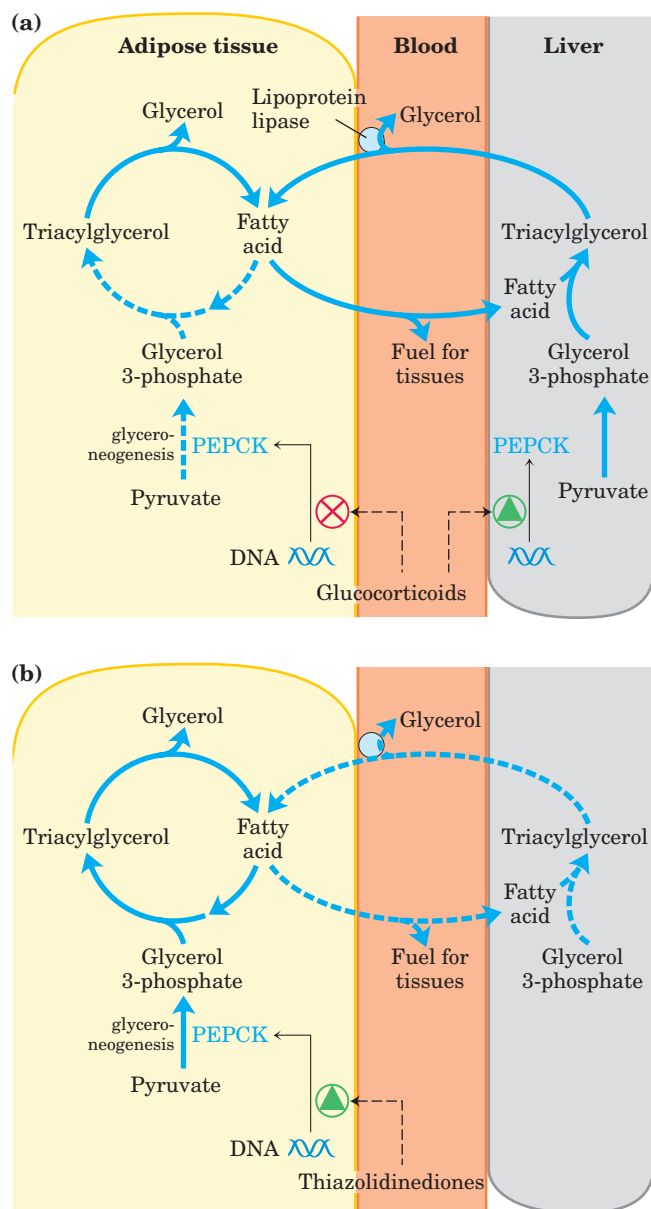 (a)
Adipose tissue
Blood
Liver
Glycerol
Lipoprotein
lipase
Glycerol
Triacylglycerol
Fatty
acid
Triacylglycerol
Fatty
acid
Glycerol
3-phosphate
Fuel for
tissues
Glycerol
3-phosphate
glycero-
neogenesis
PEPCK
PEPCK
Pyruvate
Pyruvate
DNA
Glucocorticoids
(b)
Glycerol
Glycerol
Triacylglycerol
Fatty
acid
Triacylglycerol
Fatty
acid
Glycerol
3-phosphate
Fuel for
tissues
Glycerol
3-phosphate
glycero-
neogenesis
PEPCK
Pyruvate
DNA
Thiazolidinediones